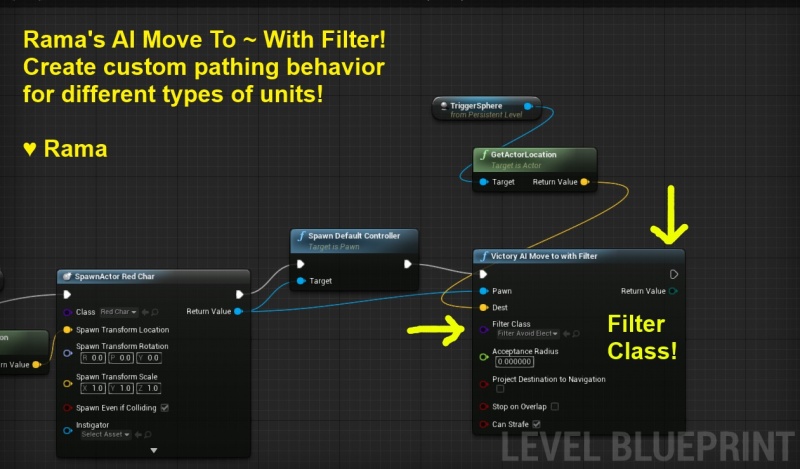 Rama's AI Move To ~ With Filter!
Create custom pathing behavior
for different types of units!
♥ Rama
TriggerSphere
from Persistent Level
GetActorLocation
Target is Actor
Target Return Value
Spawn Default Controller
Target is Pawn
Target
Victory AI Move to with Filter
Pawn Return Value
Dest
Filter Class
Filter Avoid Elect
Acceptance Radius
0.000000
Project Destination to Navigation
Stop on Overlap
Can Strafe
Filter
Class!
SpawnActor Red Char
Class Red Char Return Value
Spawn Transform Location
Spawn Transform Rotation
R 0.0 P 0.0 Y 0.0
Spawn Transform Scale
X 1.0 Y 1.0 Z 1.0
Spawn Even if Colliding
Instigator
Select Asset
on
rn Value
LEVEL BLUEPRINT